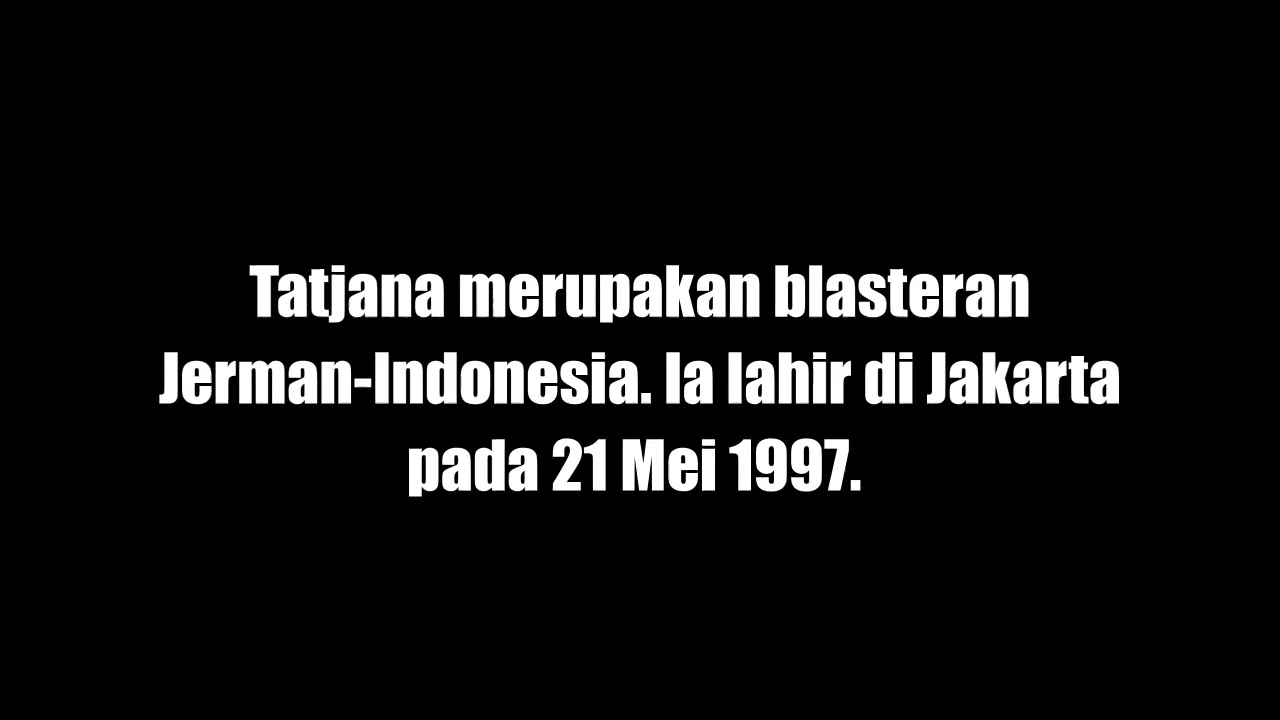 Tatjana merupakan blasteran
Jerman-Indonesia. Ia lahir di Jakarta
pada 21 Mei 1997.